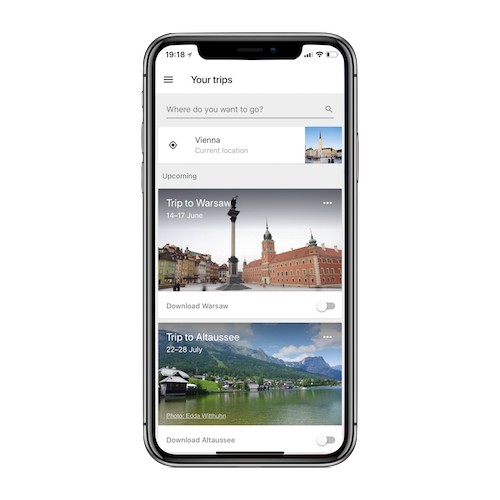 19:18
Your trips
Where do you want to go?
Vienna
Current location
Upcoming
Trip to Warsaw
14–17 June
Download Warsaw
Trip to Altaussee
22–28 July
Photo: Edda Withuhn
Download Altaussee